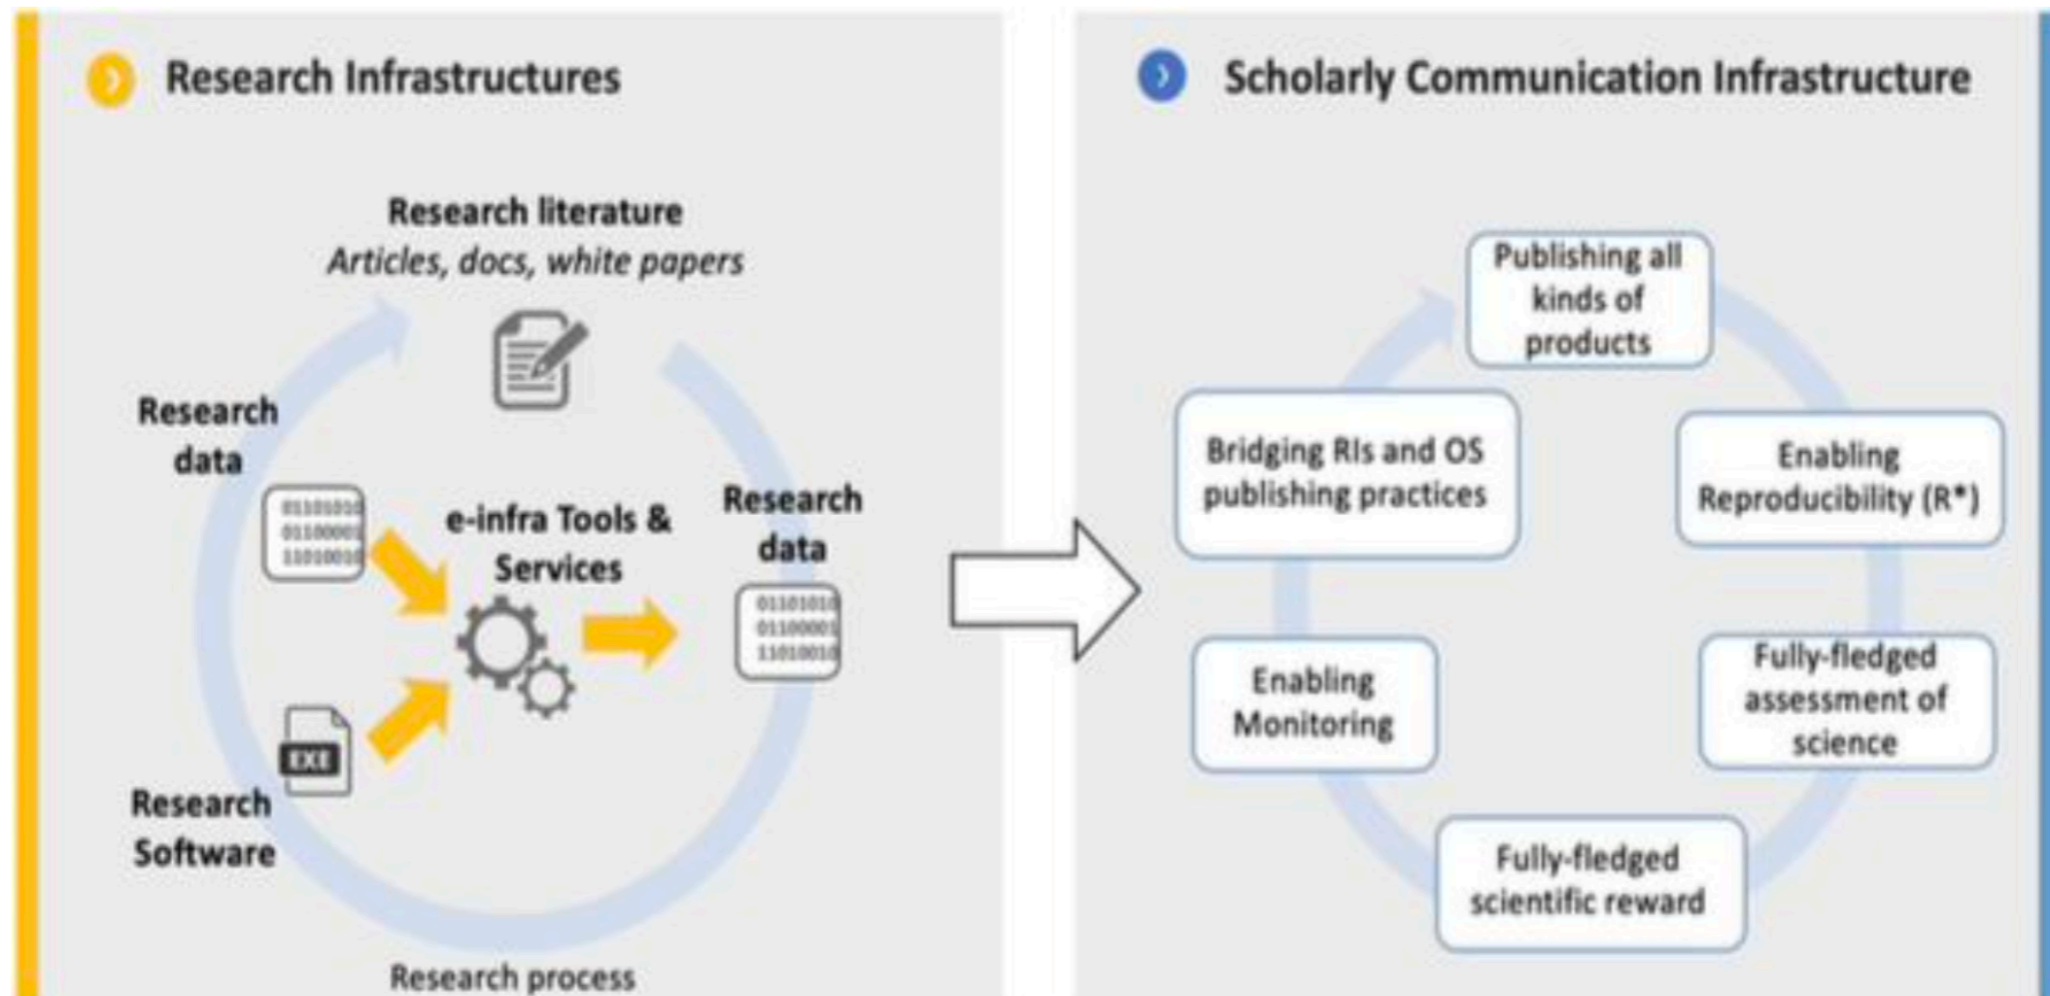 Research Infrastructures
Research literature
Articles, docs, white papers
Research
data
01101010
01100001
11010010
e-infra Tools &
Services
Research
data
01101010
01100001
11010010
EXE
Research
Software
Research process
Scholarly Communication Infrastructure
Publishing all
kinds of
products
Enabling
Reproducibility (R*)
Fully-fledged
assessment of
science
Fully-fledged
scientific reward
Enabling
Monitoring
Bridging RIs and OS
publishing practices